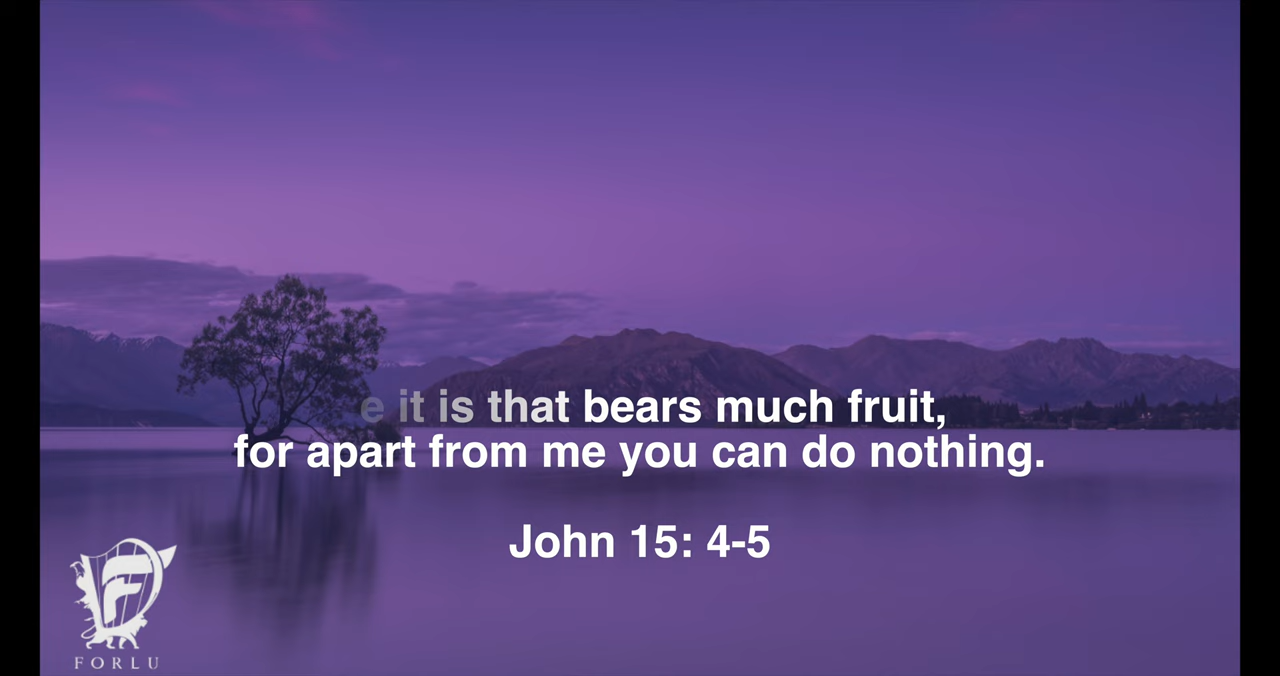 e it is that bears much fruit,
for apart from me you can do nothing.
John 15: 4-5
FORLU